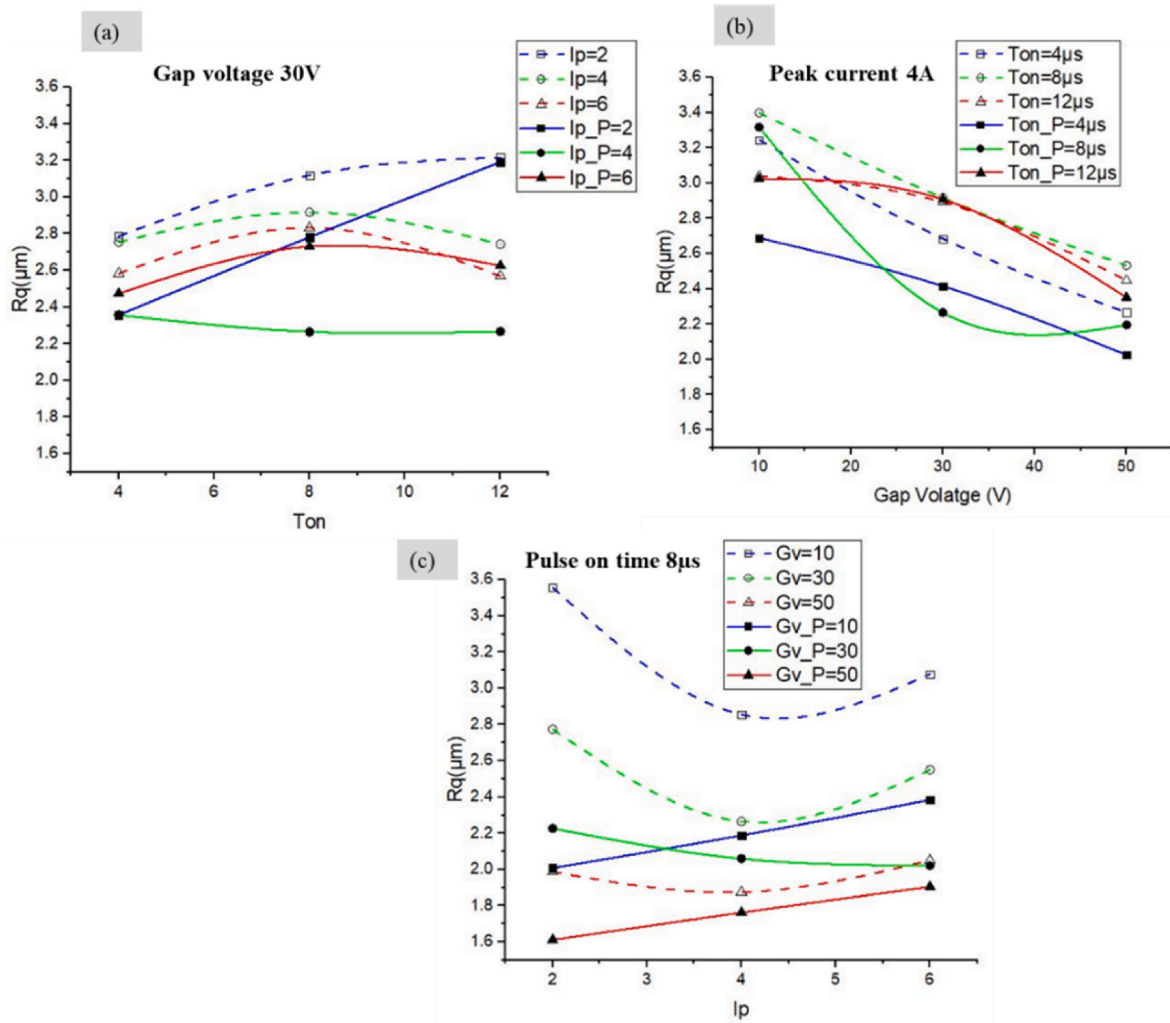 (a)
Gap voltage 30V
Ip=2
Ip=4
Ip=6
Ip_P=2
Ip_P=4
Ip_P=6
3.6
3.4
3.2
3.0
2.8
2.6
2.4
2.2
2.0
1.8
1.6
Rq(μm)
4
6
8
10
12
Ton
(b)
Peak current 4A
Ton=4μs
Ton=8μs
Ton=12μs
Ton_P=4μs
Ton_P=8μs
Ton_P=12μs
3.6
3.4
3.2
3.0
2.8
2.6
2.4
2.2
2.0
1.8
1.6
Rq(μm)
10
20
30
40
50
Gap Volatge (V)
(c)
Pulse on time 8μs
Gv=10
Gv=30
Gv=50
Gv_P=10
Gv_P=30
Gv_P=50
3.6
3.4
3.2
3.0
2.8
2.6
2.4
2.2
2.0
1.8
1.6
Rq(μm)
2
3
4
5
6
Ip